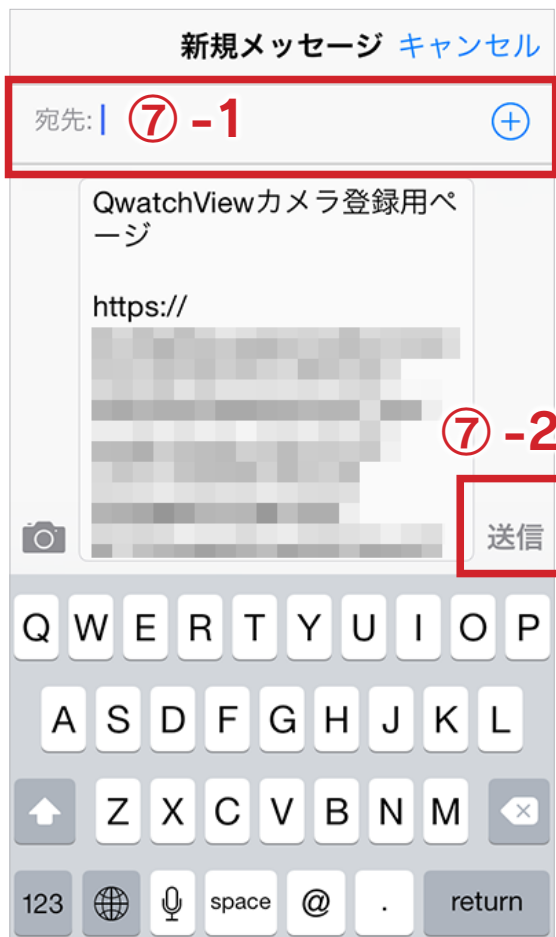 新規メッセージ キャンセル
宛先: ⑦-1
QwatchViewカメラ登録用ペ
ージ
https://
⑦-2
送信
Q W E R T Y U I O P
A S D F G H J K L
Z X C V B N M
123 space @ . return